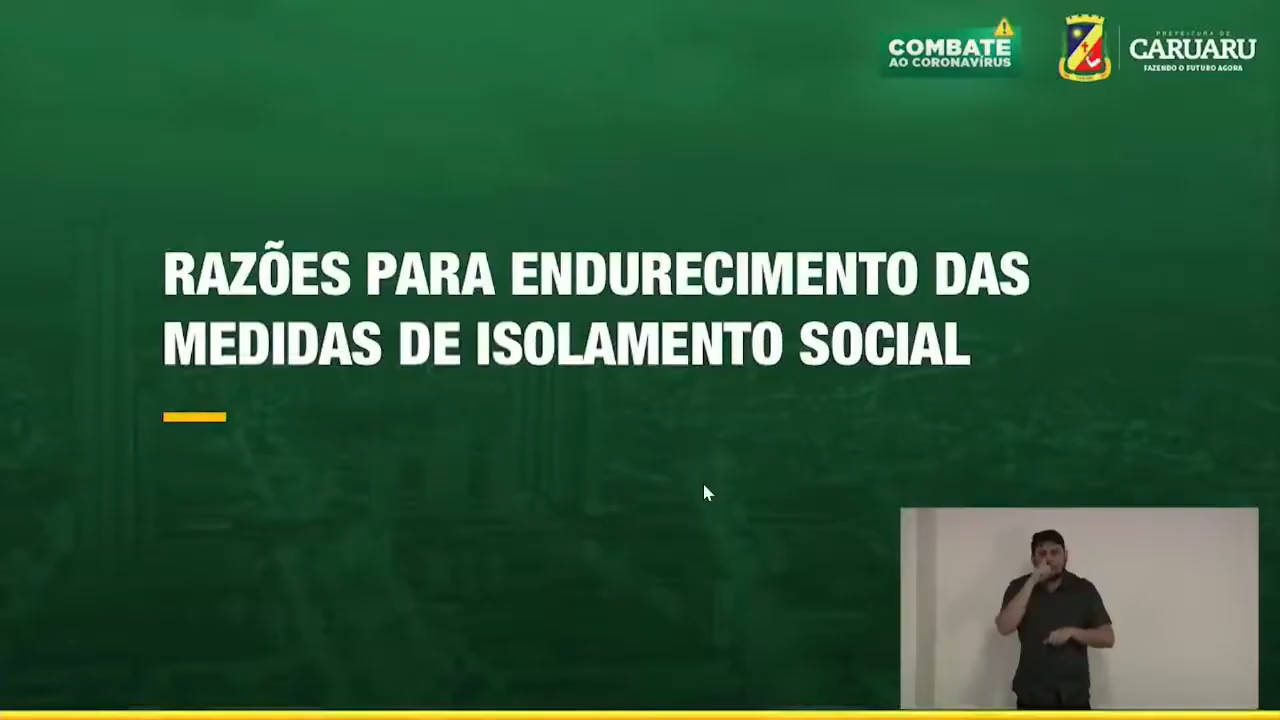 COMBATE
AO CORONAVÍRUS
PREFEITURA DE
CARUARU
FAZENDO O FUTURO AGORA
RAZÕES PARA ENDURECIMENTO DAS
MEDIDAS DE ISOLAMENTO SOCIAL